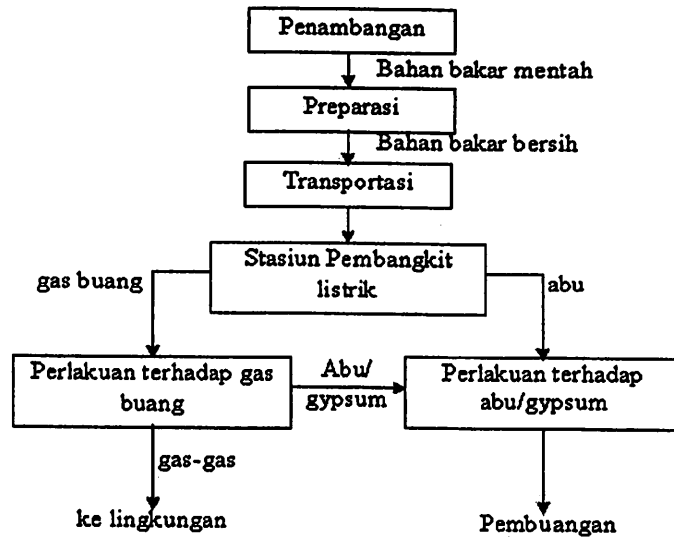 Penambangan
Bahan bakar mentah
Preparasi
Bahan bakar bersih
Transportasi
Stasiun Pembangkit
listrik
gas buang
abu
Perlakuan terhadap gas
buang
Abu/
gypsum
Perlakuan terhadap
abu/gypsum
gas-gas
ke lingkungan
Pembuangan